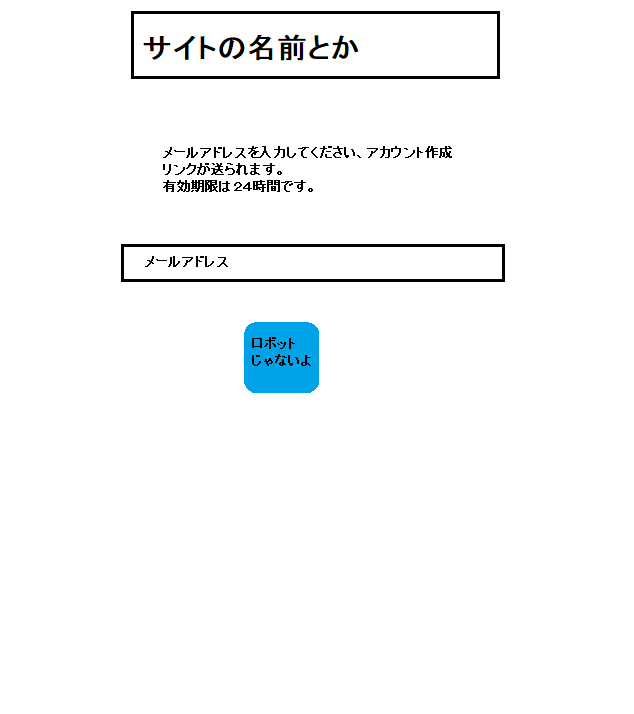 サイトの名前とか
メールアドレスを入力してください、アカウント作成
リンクが送られます。
有効期限は２４時間です。
メールアドレス
ロボット
じゃないよ